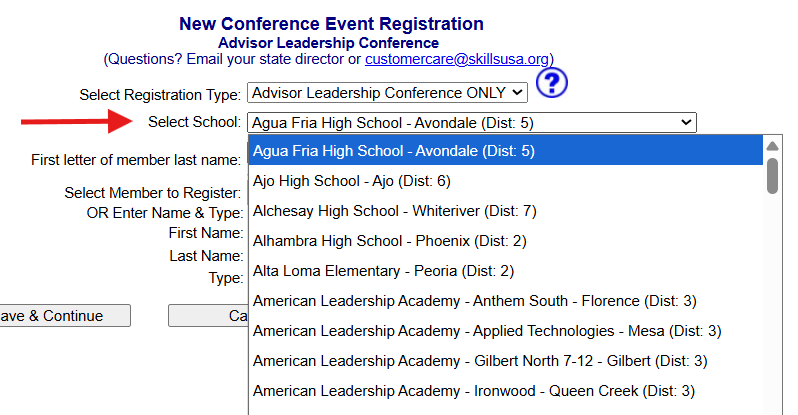 New Conference Event Registration
Advisor Leadership Conference
(Questions? Email your state director or customercare@skillsusa.org)
Select Registration Type: Advisor Leadership Conference ONLY ?
Select School: Agua Fria High School - Avondale (Dist: 5)
Agua Fria High School - Avondale (Dist: 5)
First letter of member last name:
Ajo High School - Ajo (Dist: 6)
Select Member to Register:
OR Enter Name & Type: Alchesay High School - Whiteriver (Dist: 7)
First Name: Alhambra High School - Phoenix (Dist: 2)
Last Name:
Type: Alta Loma Elementary - Peoria (Dist: 2)
American Leadership Academy - Anthem South - Florence (Dist: 3)
ave & Continue Ca
American Leadership Academy - Applied Technologies - Mesa (Dist: 3)
American Leadership Academy - Gilbert North 7-12 - Gilbert (Dist: 3)
American Leadership Academy - Ironwood - Queen Creek (Dist: 3)